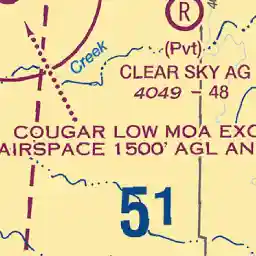 R
(Pvt)
Creek
CLEAR SKY AG
4049 - 48
COUGAR LOW MOA EXC
AIRSPACE 1500' AGL AN
51